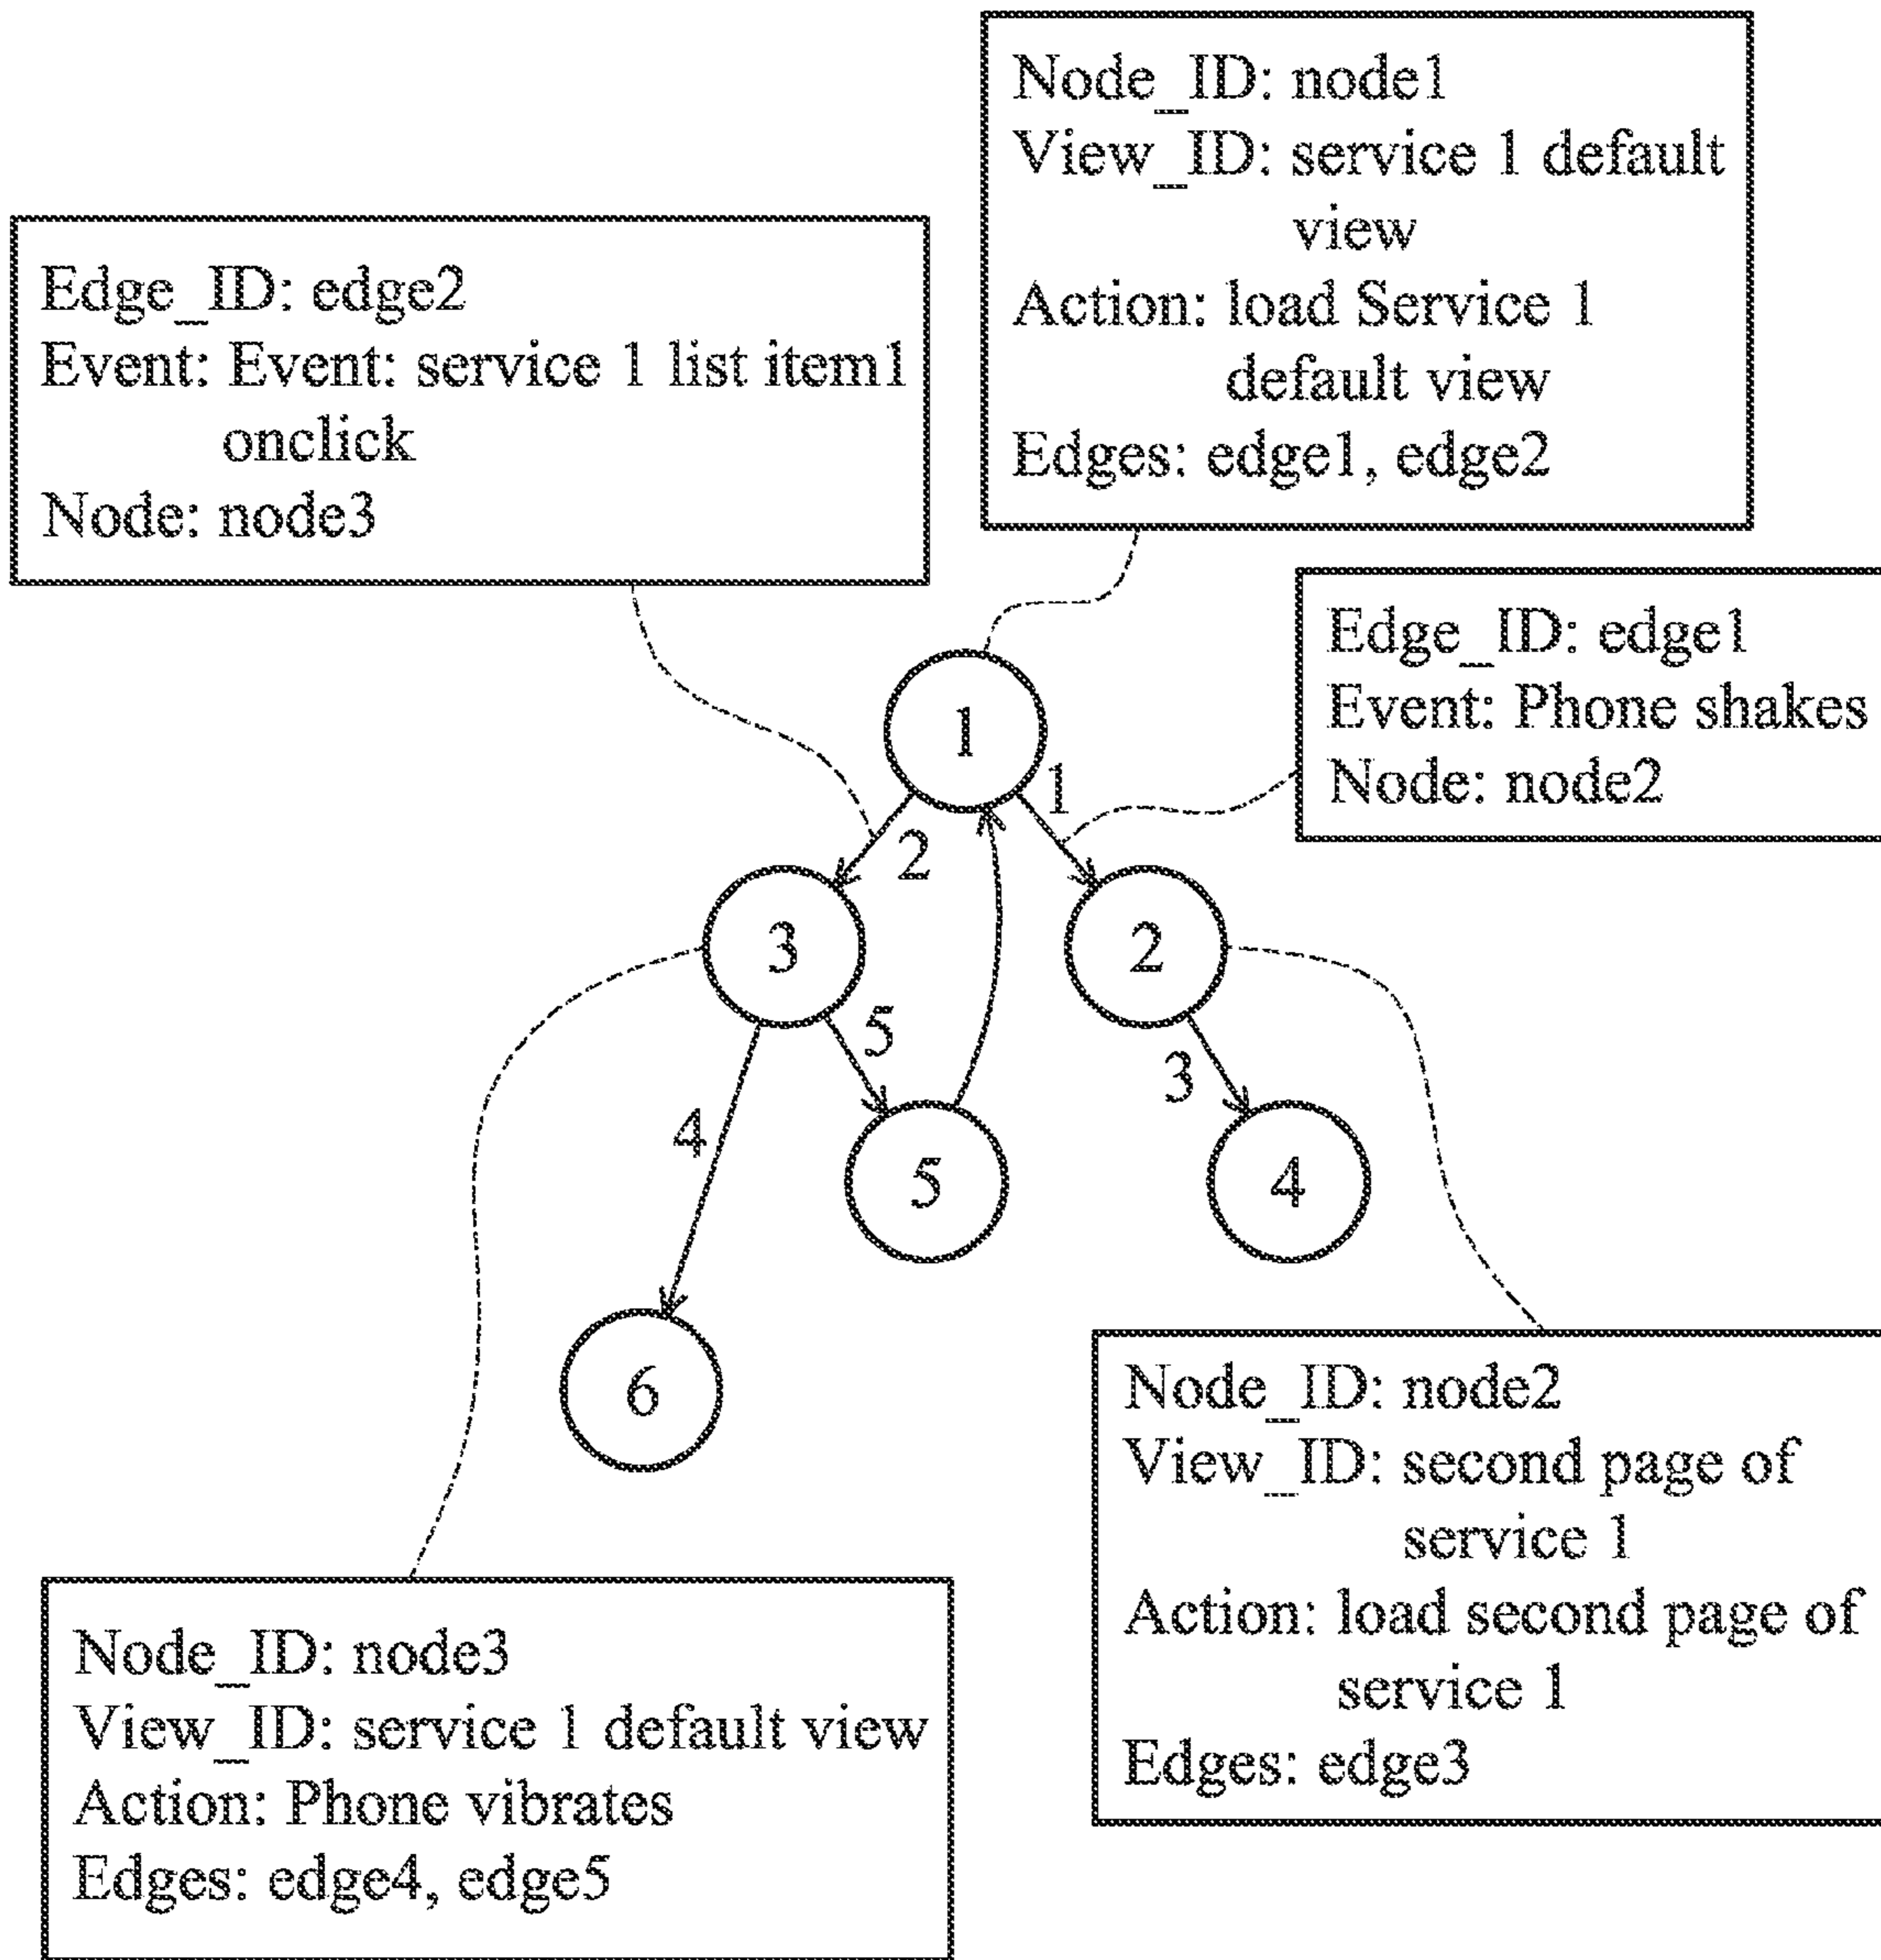 Node_ID: node1
View_ID: service 1 default
view
Action: load Service 1
default view
Edges: edge1, edge2
Edge_ID: edge2
Event: Event: service 1 list item1
onclick
Node: node3
Edge_ID: edge1
Event: Phone shakes
Node: node2
1
1
2
3
2
5
3
4
5
4
6
Node_ID: node2
View_ID: second page of
service 1
Action: load second page of
service 1
Edges: edge3
Node_ID: node3
View_ID: service 1 default view
Action: Phone vibrates
Edges: edge4, edge5